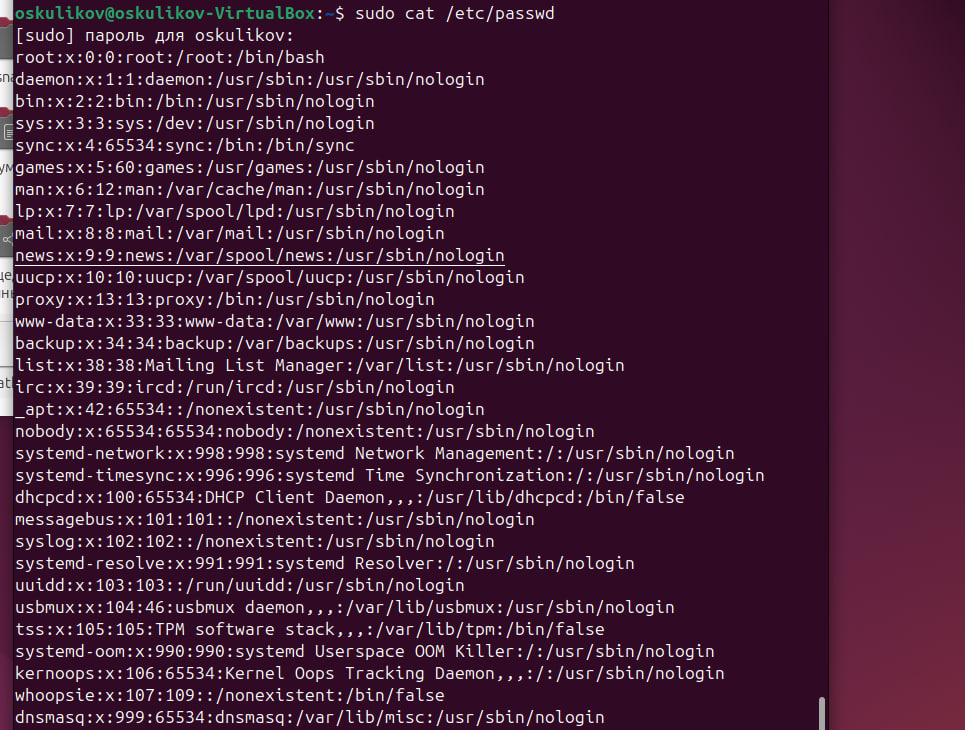 oskulikov@oskulikov-VirtualBox:~$ sudo cat /etc/passwd
[sudo] пароль для oskulikov:
root:x:0:0:root:/root:/bin/bash
daemon:x:1:1:daemon:/usr/sbin:/usr/sbin/nologin
bin:x:2:2:bin:/bin:/usr/sbin/nologin
sys:x:3:3:sys:/dev:/usr/sbin/nologin
sync:x:4:65534:sync:/bin:/bin/sync
games:x:5:60:games:/usr/games:/usr/sbin/nologin
man:x:6:12:man:/var/cache/man:/usr/sbin/nologin
lp:x:7:7:lp:/var/spool/lpd:/usr/sbin/nologin
mail:x:8:8:mail:/var/mail:/usr/sbin/nologin
news:x:9:9:news:/var/spool/news:/usr/sbin/nologin
uucp:x:10:10:uucp:/var/spool/uucp:/usr/sbin/nologin
proxy:x:13:13:proxy:/bin:/usr/sbin/nologin
www-data:x:33:33:www-data:/var/www:/usr/sbin/nologin
backup:x:34:34:backup:/var/backups:/usr/sbin/nologin
list:x:38:38:Mailing List Manager:/var/list:/usr/sbin/nologin
irc:x:39:39:ircd:/run/ircd:/usr/sbin/nologin
_apt:x:42:65534::/nonexistent:/usr/sbin/nologin
nobody:x:65534:65534:nobody:/nonexistent:/usr/sbin/nologin
systemd-network:x:998:998:systemd Network Management:/:/usr/sbin/nologin
systemd-timesync:x:996:996:systemd Time Synchronization:/:/usr/sbin/nologin
dhcpcd:x:100:65534:DHCP Client Daemon,,,:/usr/lib/dhcpcd:/bin/false
messagebus:x:101:101::/nonexistent:/usr/sbin/nologin
syslog:x:102:102::/nonexistent:/usr/sbin/nologin
systemd-resolve:x:991:991:systemd Resolver:/:/usr/sbin/nologin
uuidd:x:103:103::/run/uuidd:/usr/sbin/nologin
usbmux:x:104:46:usbmux daemon,,,:/var/lib/usbmux:/usr/sbin/nologin
tss:x:105:105:TPM software stack,,,:/var/lib/tpm:/bin/false
systemd-oom:x:990:990:systemd Userspace OOM Killer:/:/usr/sbin/nologin
kernoops:x:106:65534:Kernel Oops Tracking Daemon,,,:/:/usr/sbin/nologin
whoopsie:x:107:109::/nonexistent:/bin/false
dnsmasq:x:999:65534:dnsmasq:/var/lib/misc:/usr/sbin/nologin